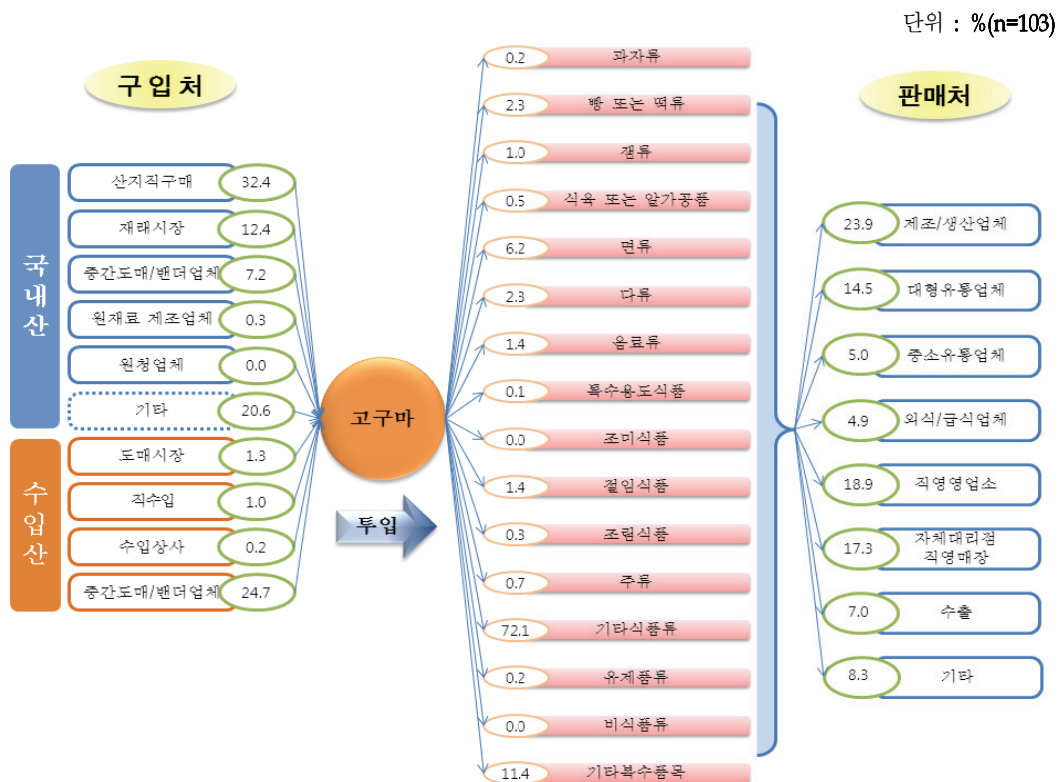 단위 : %(n=103)
구입처
국내산
산지직구매 32.4
재래시장 12.4
중간도매/밴더업체 7.2
원재료 제조업체 0.3
원청업체 0.0
기타 20.6
수입산
도매시장 1.3
직수입 1.0
수입상사 0.2
중간도매/밴더업체 24.7
고구마
투입
0.2 과자류
2.3 빵 또는 떡류
1.0 잼류
0.5 식육 또는 알가공품
6.2 면류
2.3 다류
1.4 음료류
0.1 특수용도식품
0.0 조미식품
1.4 절임식품
0.3 조림식품
0.7 주류
72.1 기타식품류
0.2 유제품류
0.0 비식품류
11.4 기타복수품목
판매처
23.9 제조/생산업체
14.5 대형유통업체
5.0 중소유통업체
4.9 외식/급식업체
18.9 직영영업소
17.3 자체대리점
직영매장
7.0 수출
8.3 기타